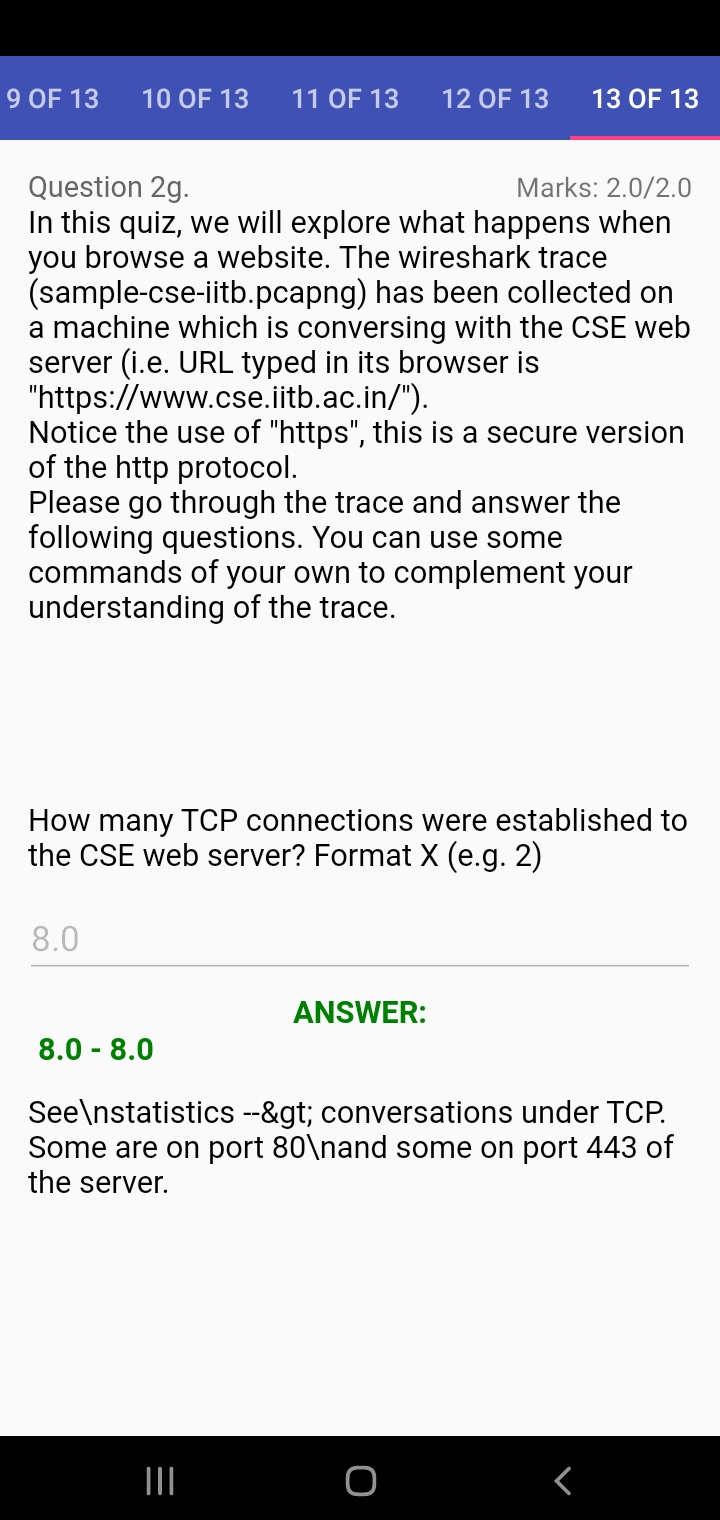 9 OF 13 10 OF 13 11 OF 13 12 OF 13 13 OF 13
Question 2g. Marks: 2.0/2.0
In this quiz, we will explore what happens when
you browse a website. The wireshark trace
(sample-cse-iitb.pcapng) has been collected on
a machine which is conversing with the CSE web
server (i.e. URL typed in its browser is
"https://www.cse.iitb.ac.in/").
Notice the use of "https", this is a secure version
of the http protocol.
Please go through the trace and answer the
following questions. You can use some
commands of your own to complement your
understanding of the trace.
How many TCP connections were established to
the CSE web server? Format X (e.g. 2)
8.0
ANSWER:
8.0 - 8.0
See\nstatistics --&gt; conversations under TCP.
Some are on port 80\nand some on port 443 of
the server.